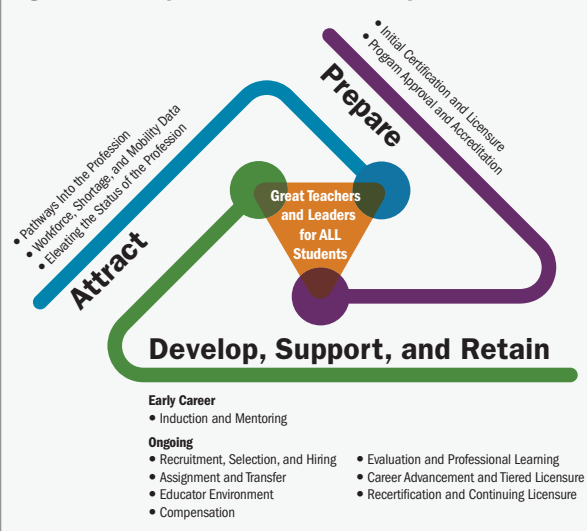 Prepare
• Initial Certification and Licensure
• Program Approval and Accreditation
• Pathways Into the Profession
• Workforce, Shortage, and Mobility Data
• Elevating the Status of the Profession
Attract
Great Teachers
and Leaders
for ALL
Students
Develop, Support, and Retain
Early Career
• Induction and Mentoring
Ongoing
• Recruitment, Selection, and Hiring
• Assignment and Transfer
• Educator Environment
• Compensation
• Evaluation and Professional Learning
• Career Advancement and Tiered Licensure
• Recertification and Continuing Licensure